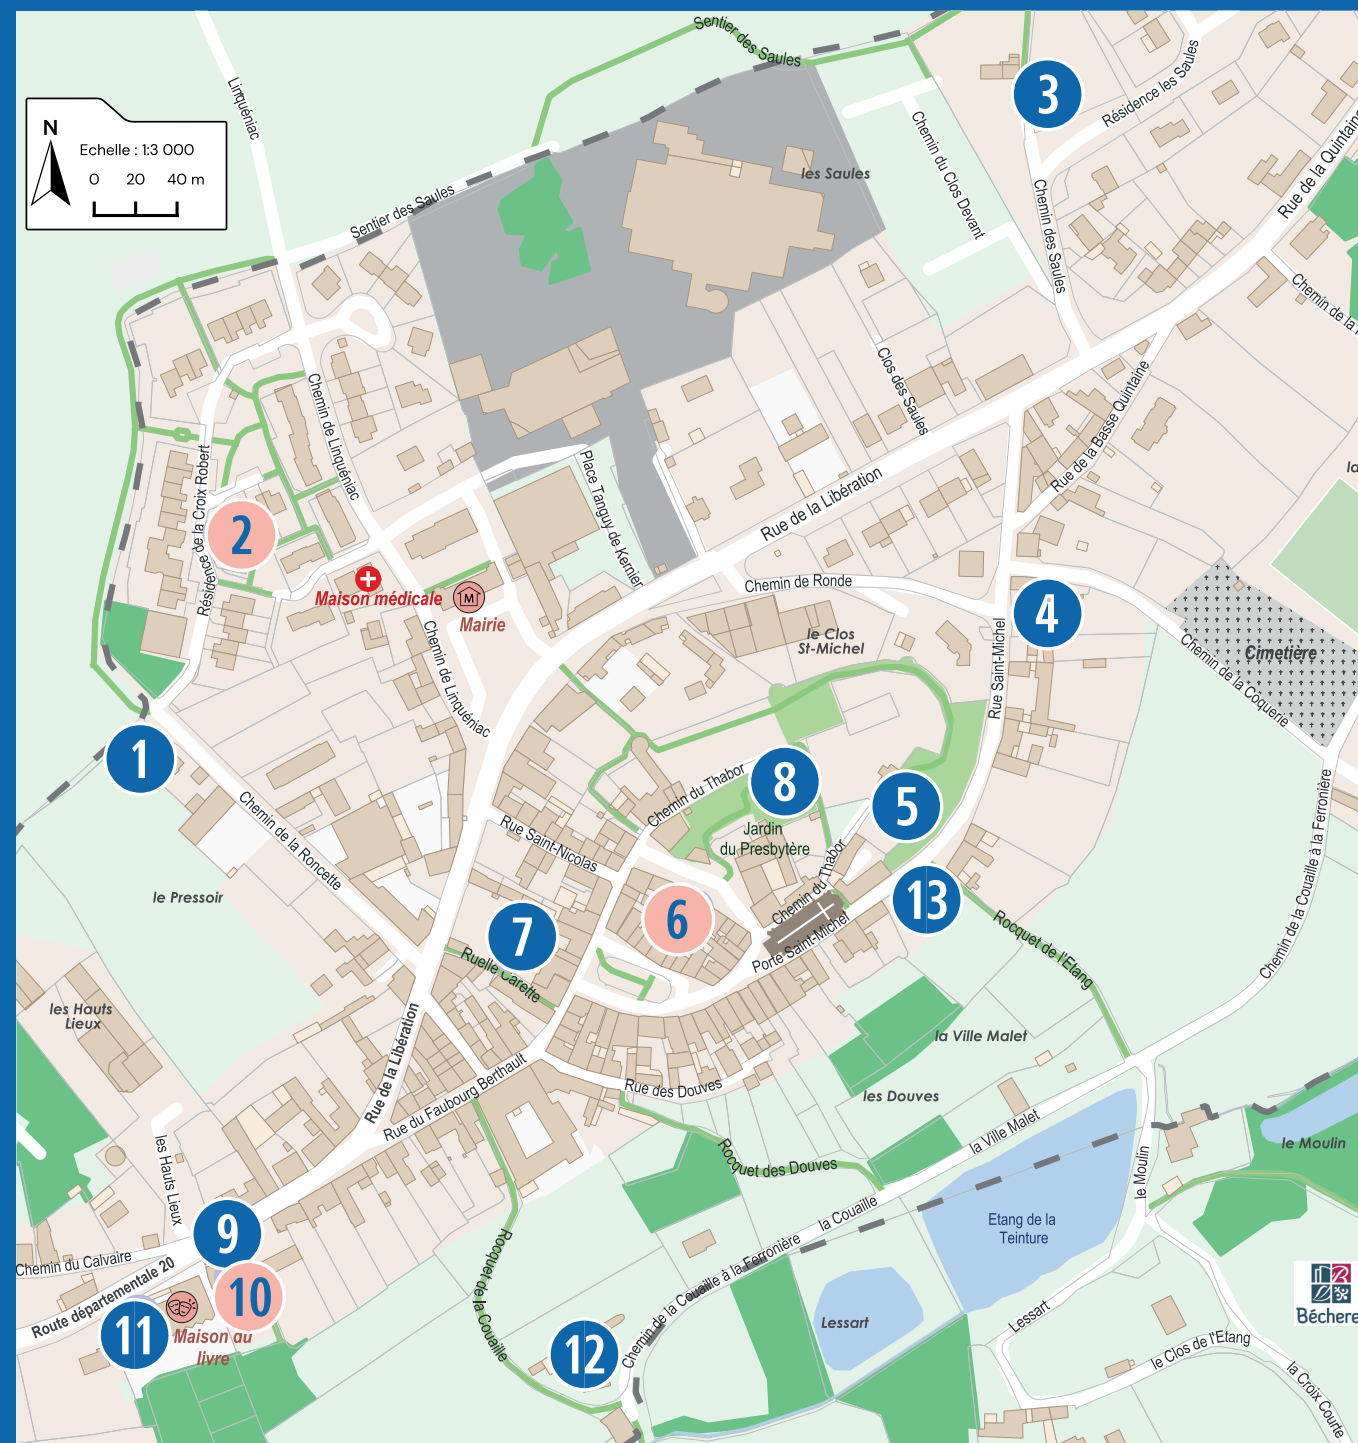 Sentier des Saules
Linquéniac
N
Echelle : 1:3 000
0 20 40 m
3
Résidence les Saules
Rue de la Quintaine
Chemin du Clos Devant
les Saules
Sentier des Saules
Chemin des Saules
Chemin de la
Clos des Saules
Chemin de Linquéniac
Rue de la Basse Quintaine
Résidence de la Croix Robert
Place Tanguy de Kernier
Rue de la Libération
la
2
Maison médicale
M
Mairie
Chemin de Ronde
4
le Clos
St-Michel
Rue Saint-Michel
Cimetière
Chemin de la Coquerie
Chemin de Linquéniac
1
8
5
Chemin du Thabor
Chemin de la Roncette
Rue Saint-Nicolas
Jardin
du Presbytère
Chemin du Thabor
Chemin de la Couaille à la Ferronière
le Pressoir
6
13
7
Chemin du Thabor
Porte Saint-Michel
Ruelle Carette
Rocquet de l'Etang
les Hauts
Lieux
Rue de la Libération
la Ville Malet
Rue du Faubourg Berthault
Rue des Douves
les Douves
la Ville Malet
le Moulin
les Hauts Lieux
Rocquet des Douves
le Moulin
9
la Couaille
Etang de la
Teinture
Chemin du Calvaire
Route départementale 20
10
Rocquet de la Couaille
Chemin de la Couaille à la Ferronière
11
Maison du
livre
12
Lessart
Lessart
le Clos de l'Etang
la Croix Courte
Béchere